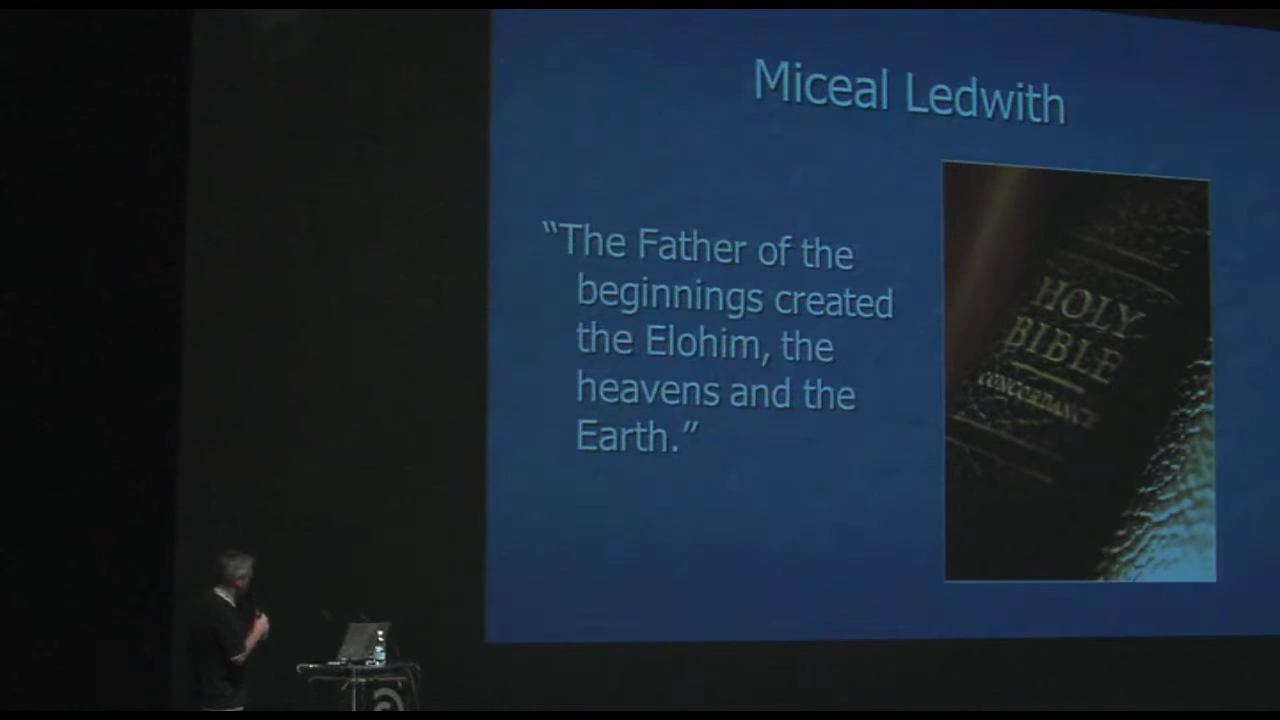 Miceal Ledwith
“The Father of the
beginnings created
the Elohim, the
heavens and the
Earth.”
HOLY
BIBLE
CONCORDANCE